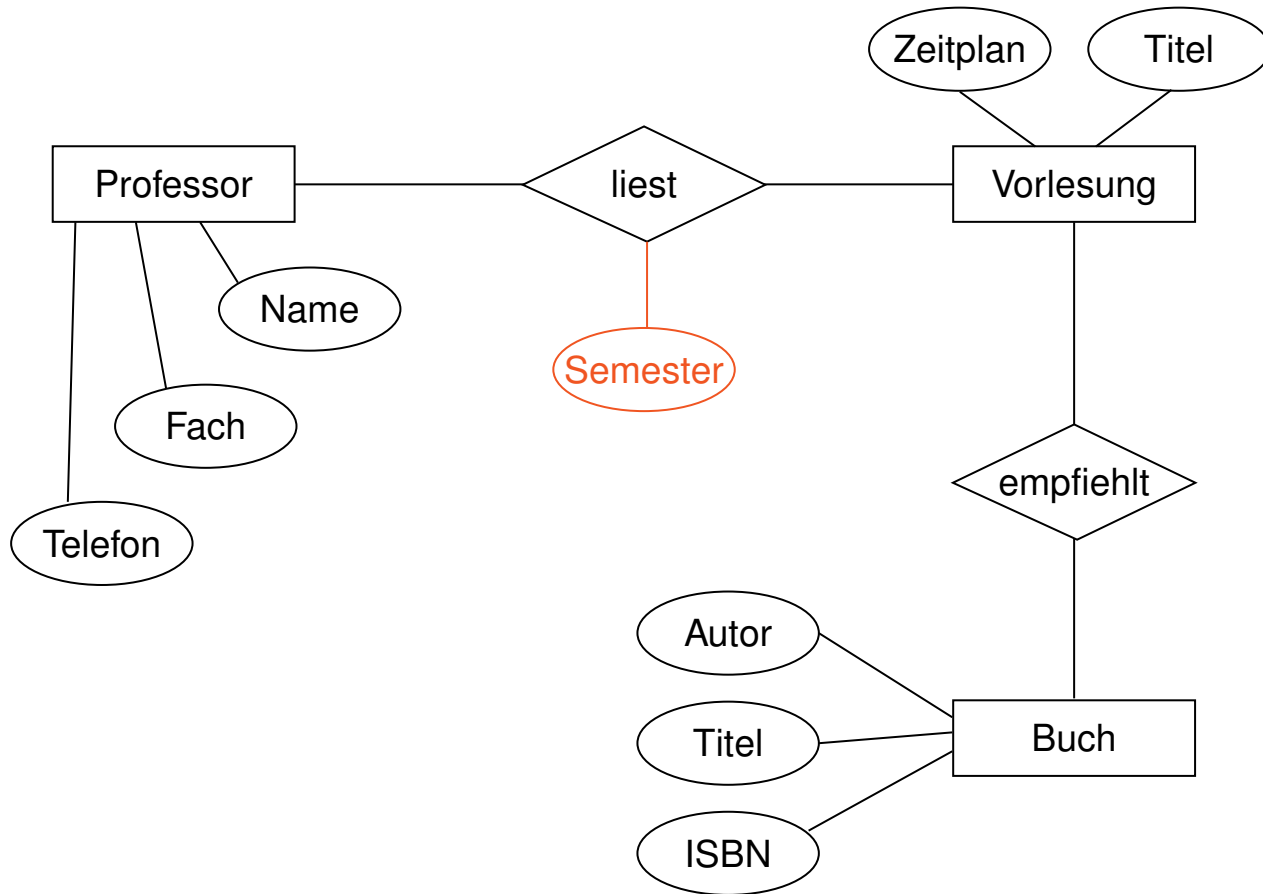 Zeitplan
Titel
Professor
liest
Vorlesung
Name
Semester
Fach
empfiehlt
Telefon
Autor
Titel
Buch
ISBN